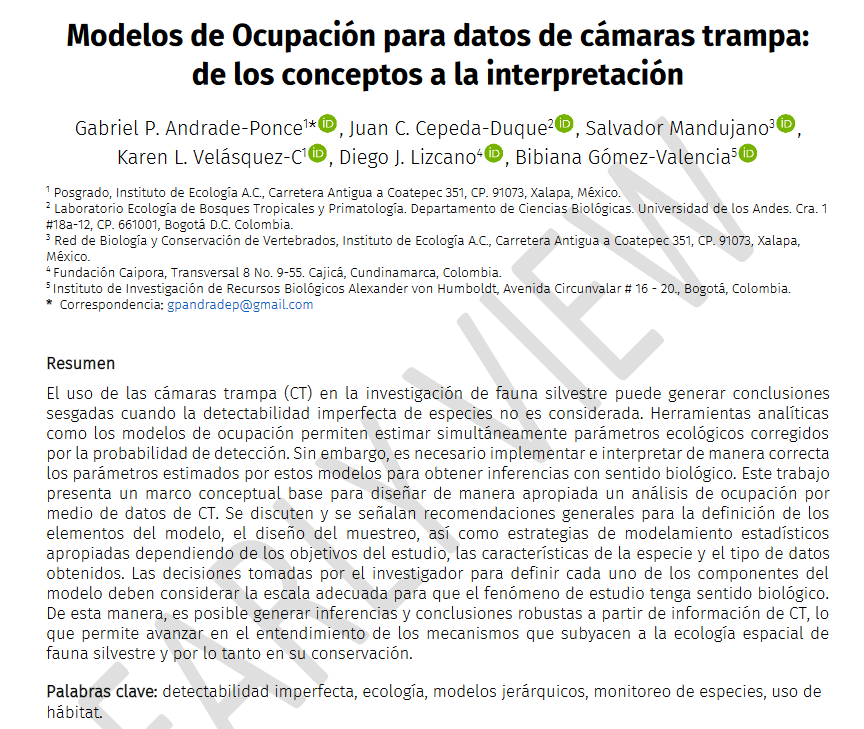 Modelos de Ocupación para datos de cámaras trampa:
de los conceptos a la interpretación
Gabriel P. Andrade-Ponce¹* iD, Juan C. Cepeda-Duque² iD, Salvador Mandujano³ iD,
Karen L. Velásquez-C¹ iD, Diego J. Lizcano⁴ iD, Bibiana Gómez-Valencia⁵ iD
¹ Posgrado, Instituto de Ecología A.C., Carretera Antigua a Coatepec 351, CP. 91073, Xalapa, México.
² Laboratorio Ecología de Bosques Tropicales y Primatología. Departamento de Ciencias Biológicas. Universidad de los Andes. Cra. 1
#18a-12, CP. 661001, Bogotá D.C. Colombia.
³ Red de Biología y Conservación de Vertebrados, Instituto de Ecología A.C., Carretera Antigua a Coatepec 351, CP. 91073, Xalapa,
México.
⁴ Fundación Caipora, Transversal 8 No. 9-55. Cajicá, Cundinamarca, Colombia.
⁵ Instituto de Investigación de Recursos Biológicos Alexander von Humboldt, Avenida Circunvalar # 16 - 20., Bogotá, Colombia.
* Correspondencia: gpandradep@gmail.com
Resumen
El uso de las cámaras trampa (CT) en la investigación de fauna silvestre puede generar conclusiones
sesgadas cuando la detectabilidad imperfecta de especies no es considerada. Herramientas analíticas
como los modelos de ocupación permiten estimar simultáneamente parámetros ecológicos corregidos
por la probabilidad de detección. Sin embargo, es necesario implementar e interpretar de manera correcta
los parámetros estimados por estos modelos para obtener inferencias con sentido biológico. Este trabajo
presenta un marco conceptual base para diseñar de manera apropiada un análisis de ocupación por
medio de datos de CT. Se discuten y se señalan recomendaciones generales para la definición de los
elementos del modelo, el diseño del muestreo, así como estrategias de modelamiento estadísticos
apropiadas dependiendo de los objetivos del estudio, las características de la especie y el tipo de datos
obtenidos. Las decisiones tomadas por el investigador para definir cada uno de los componentes del
modelo deben considerar la escala adecuada para que el fenómeno de estudio tenga sentido biológico.
De esta manera, es posible generar inferencias y conclusiones robustas a partir de información de CT, lo
que permite avanzar en el entendimiento de los mecanismos que subyacen a la ecología espacial de
fauna silvestre y por lo tanto en su conservación.
Palabras clave: detectabilidad imperfecta, ecología, modelos jerárquicos, monitoreo de especies, uso de
hábitat.
EARLY VIEW